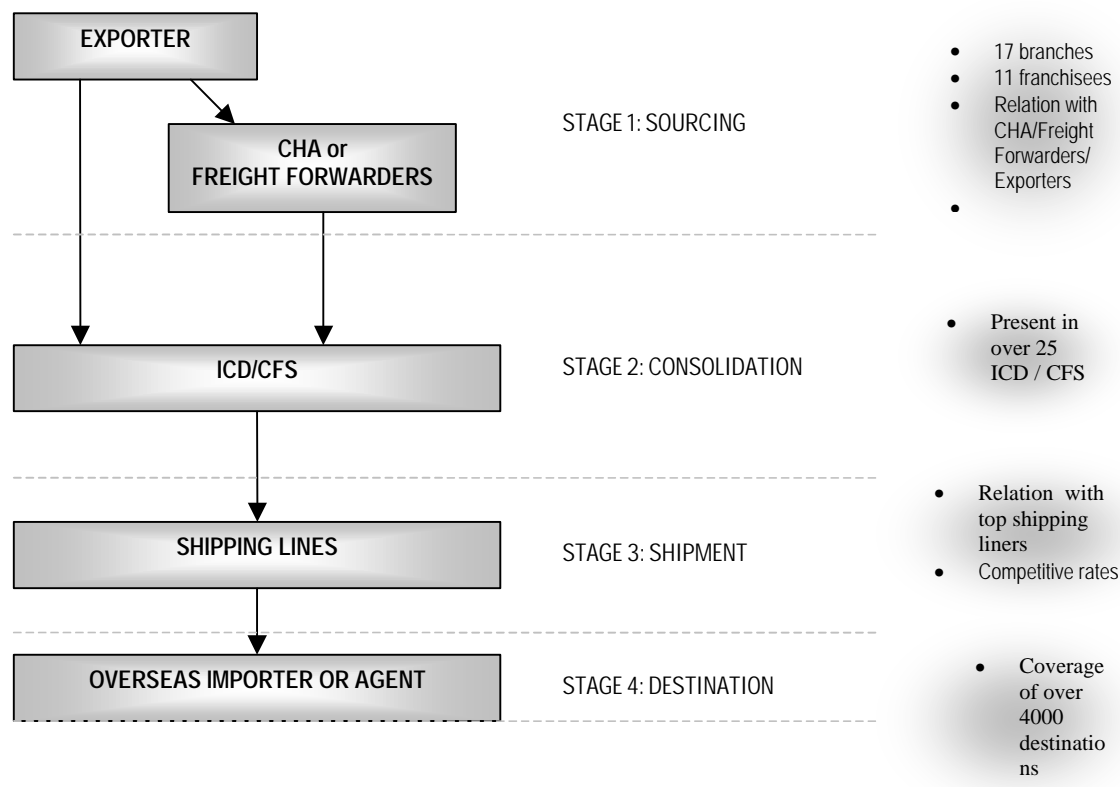 EXPORTER
CHA or
FREIGHT FORWARDERS
STAGE 1: SOURCING
• 17 branches
• 11 franchisees
• Relation with
CHA/Freight
Forwarders/
Exporters
•
ICD/CFS
STAGE 2: CONSOLIDATION
• Present in
over 25
ICD / CFS
SHIPPING LINES
STAGE 3: SHIPMENT
• Relation with
top shipping
liners
• Competitive rates
OVERSEAS IMPORTER OR AGENT
STAGE 4: DESTINATION
• Coverage
of over
4000
destinatio
ns